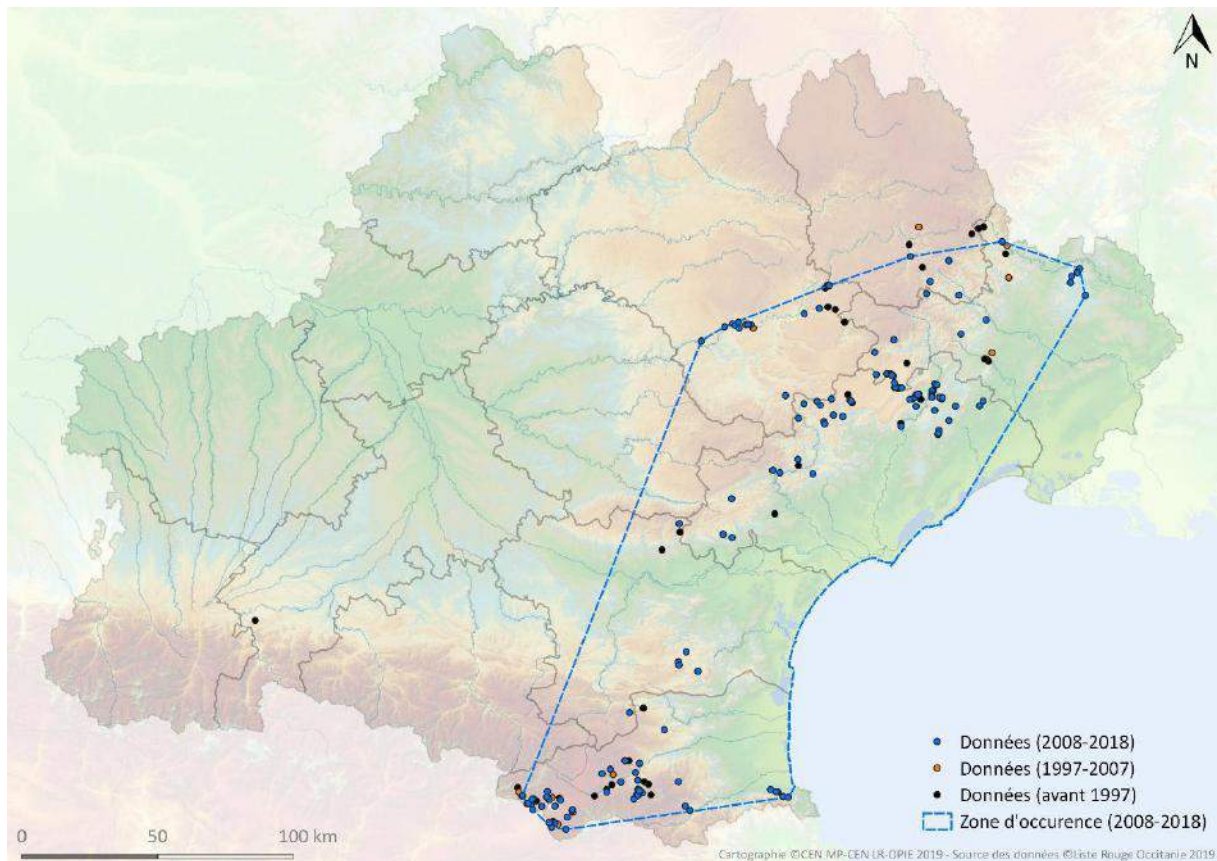 N
Données (2008-2018)
Données (1997-2007)
Données (avant 1997)
Zone d'occurence (2008-2018)
0 50 100 km
Cartographie ©CEN MP-CEN LR-OPIE 2019 - Source des données ©Liste Rouge Occitanie 2019